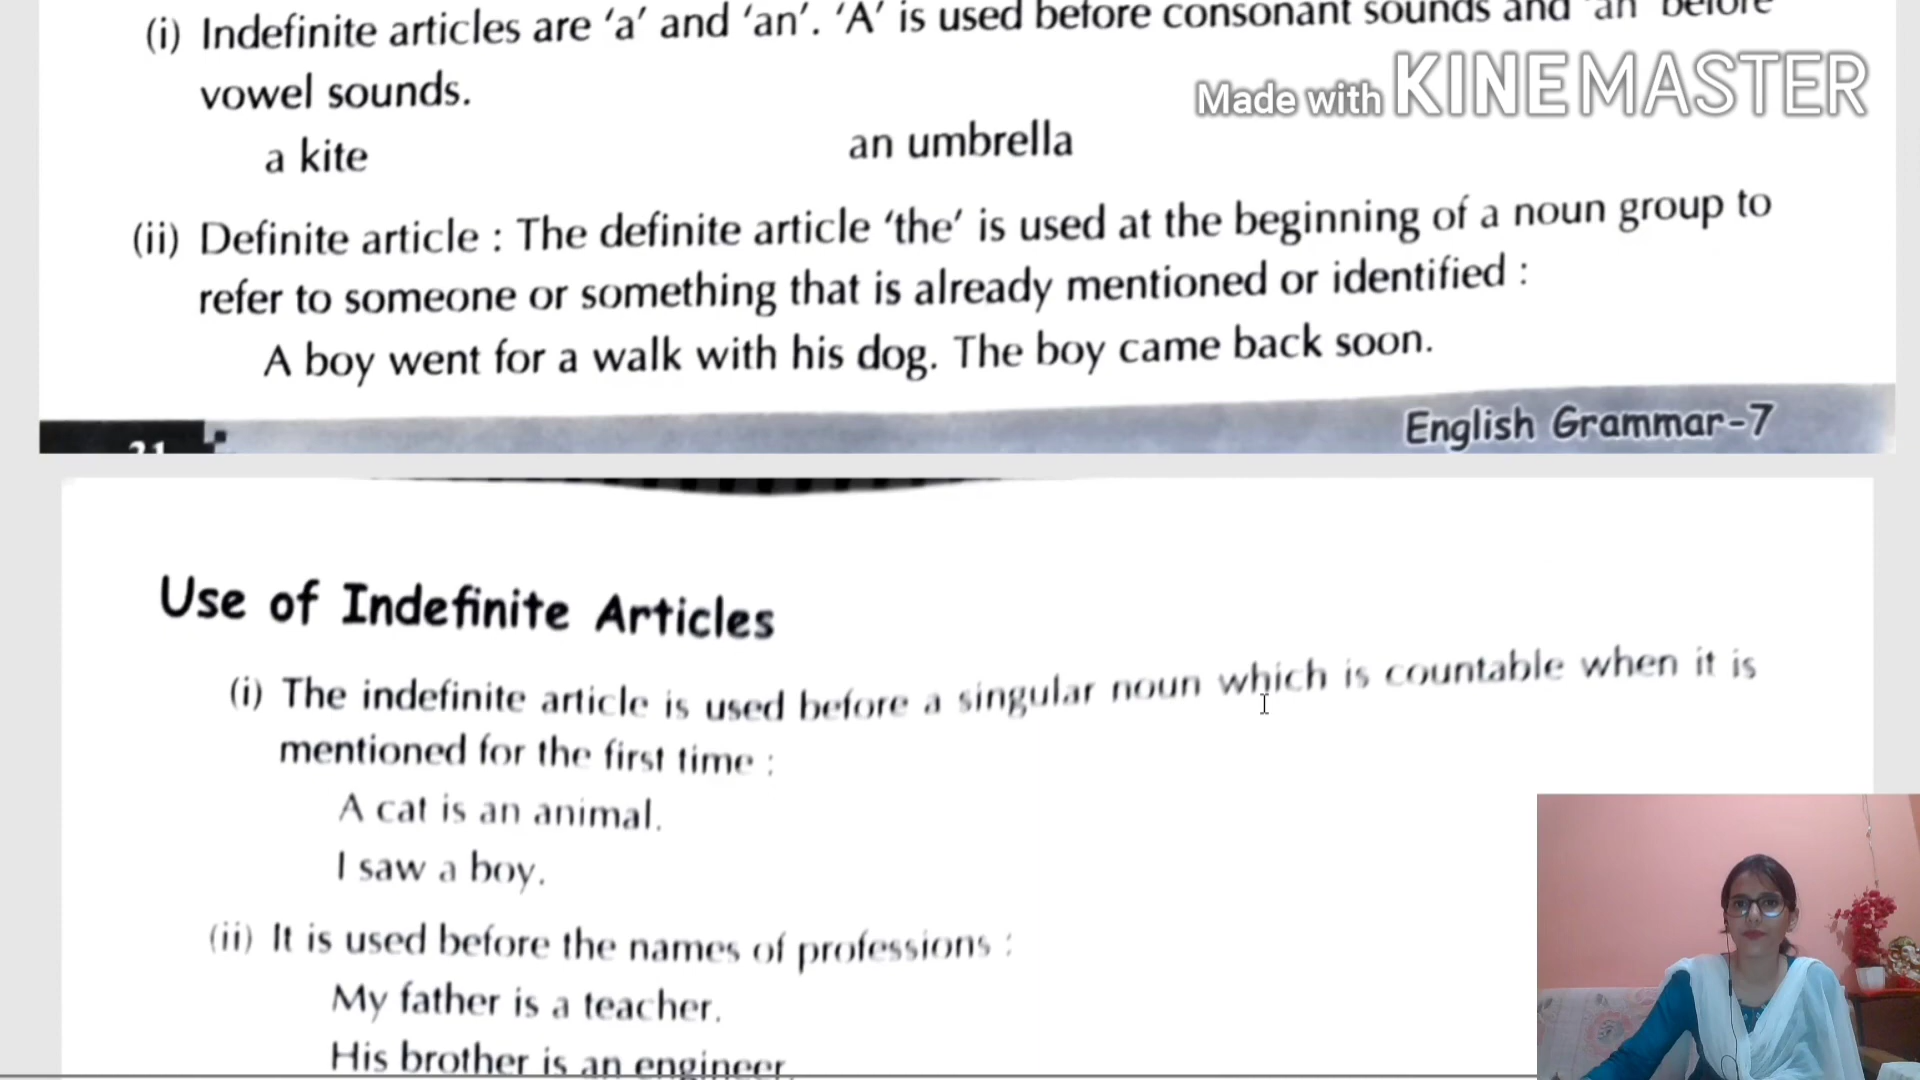 (i) Indefinite articles are ‘a’ and ‘an’. ‘A’ is used before consonant sounds and ‘an’ before
vowel sounds.
Made with KINEMASTER
a kite an umbrella
(ii) Definite article : The definite article ‘the’ is used at the beginning of a noun group to
refer to someone or something that is already mentioned or identified :
A boy went for a walk with his dog. The boy came back soon.
English Grammar-7
Use of Indefinite Articles
(i) The indefinite article is used before a singular noun which is countable when it is
mentioned for the first time :
A cat is an animal.
I saw a boy.
(ii) It is used before the names of professions :
My father is a teacher.
His brother is an engineer.